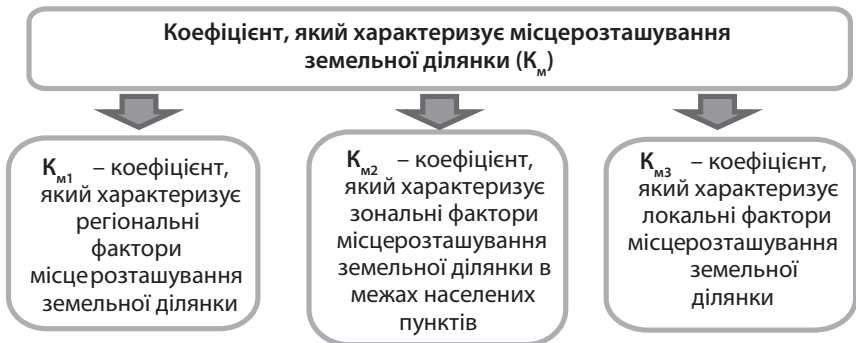 Коефіцієнт, який характеризує місцерозташування
земельної ділянки (Км)
Км1 – коефіцієнт,
який характеризує
регіональні
фактори
місцерозташування
земельної ділянки
Км2 – коефіцієнт,
який характеризує
зональні фактори
місцерозташування
земельної ділянки в
межах населених
пунктів
Км3 – коефіцієнт,
який характеризує
локальні фактори
місцерозташування
земельної
ділянки